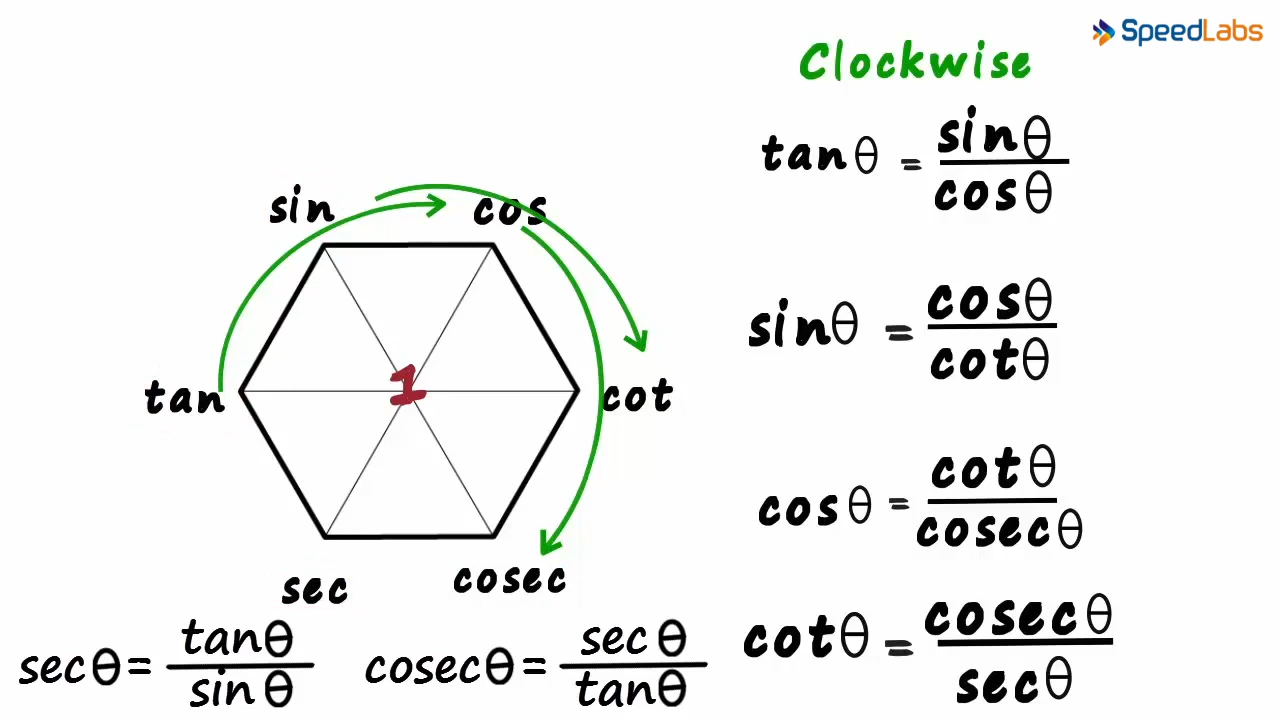 SpeedLabs
Clockwise
tanθ = sinθ/cosθ
sinθ = cosθ/cotθ
cosθ = cotθ/cosecθ
cotθ = cosecθ/secθ
sin cos
tan 1 cot
sec cosec
secθ = tanθ/sinθ
cosecθ = secθ/tanθ